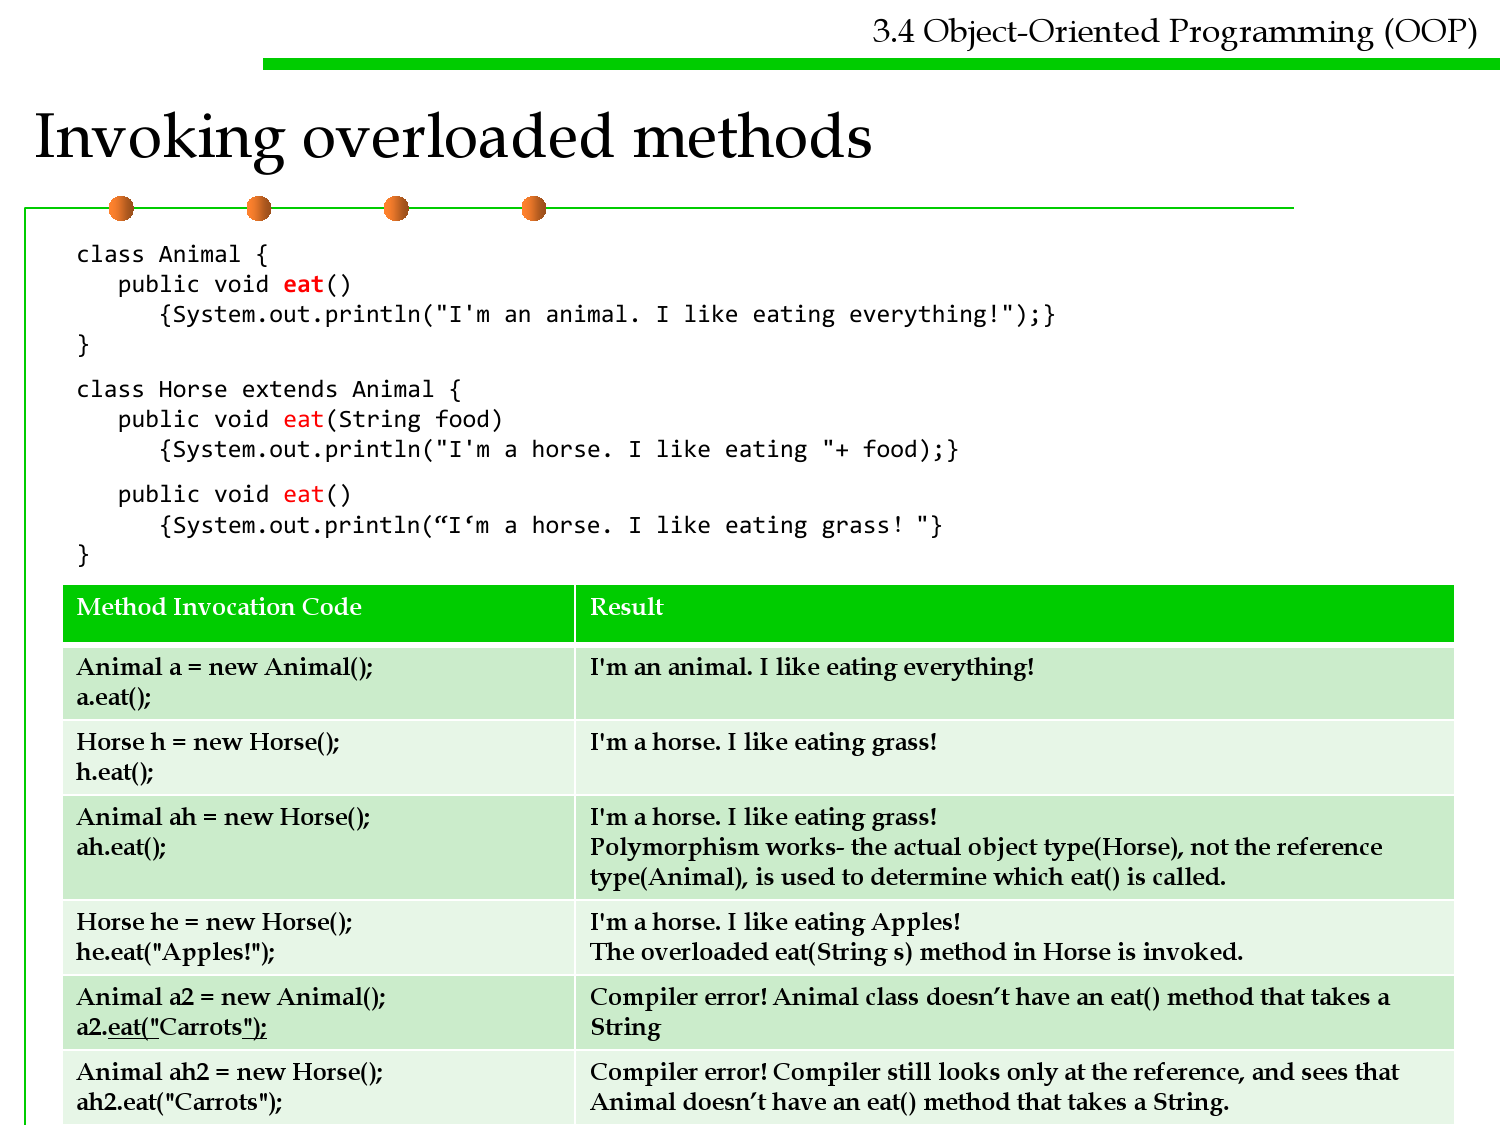 3.4 Object-Oriented Programming (OOP)
Invoking overloaded methods
class Animal {
   public void eat()
      {System.out.println("I'm an animal. I like eating everything!");}
}
class Horse extends Animal {
   public void eat(String food)
      {System.out.println("I'm a horse. I like eating "+ food);}
   public void eat()
      {System.out.println(“I‘m a horse. I like eating grass! "}
}
Method Invocation Code
Result
Animal a = new Animal();
a.eat();
I'm an animal. I like eating everything!
Horse h = new Horse();
h.eat();
I'm a horse. I like eating grass!
Animal ah = new Horse();
ah.eat();
I'm a horse. I like eating grass!
Polymorphism works- the actual object type(Horse), not the reference
type(Animal), is used to determine which eat() is called.
Horse he = new Horse();
he.eat("Apples!");
I'm a horse. I like eating Apples!
The overloaded eat(String s) method in Horse is invoked.
Animal a2 = new Animal();
a2.eat("Carrots");
Compiler error! Animal class doesn’t have an eat() method that takes a
String
Animal ah2 = new Horse();
ah2.eat("Carrots");
Compiler error! Compiler still looks only at the reference, and sees that
Animal doesn’t have an eat() method that takes a String.